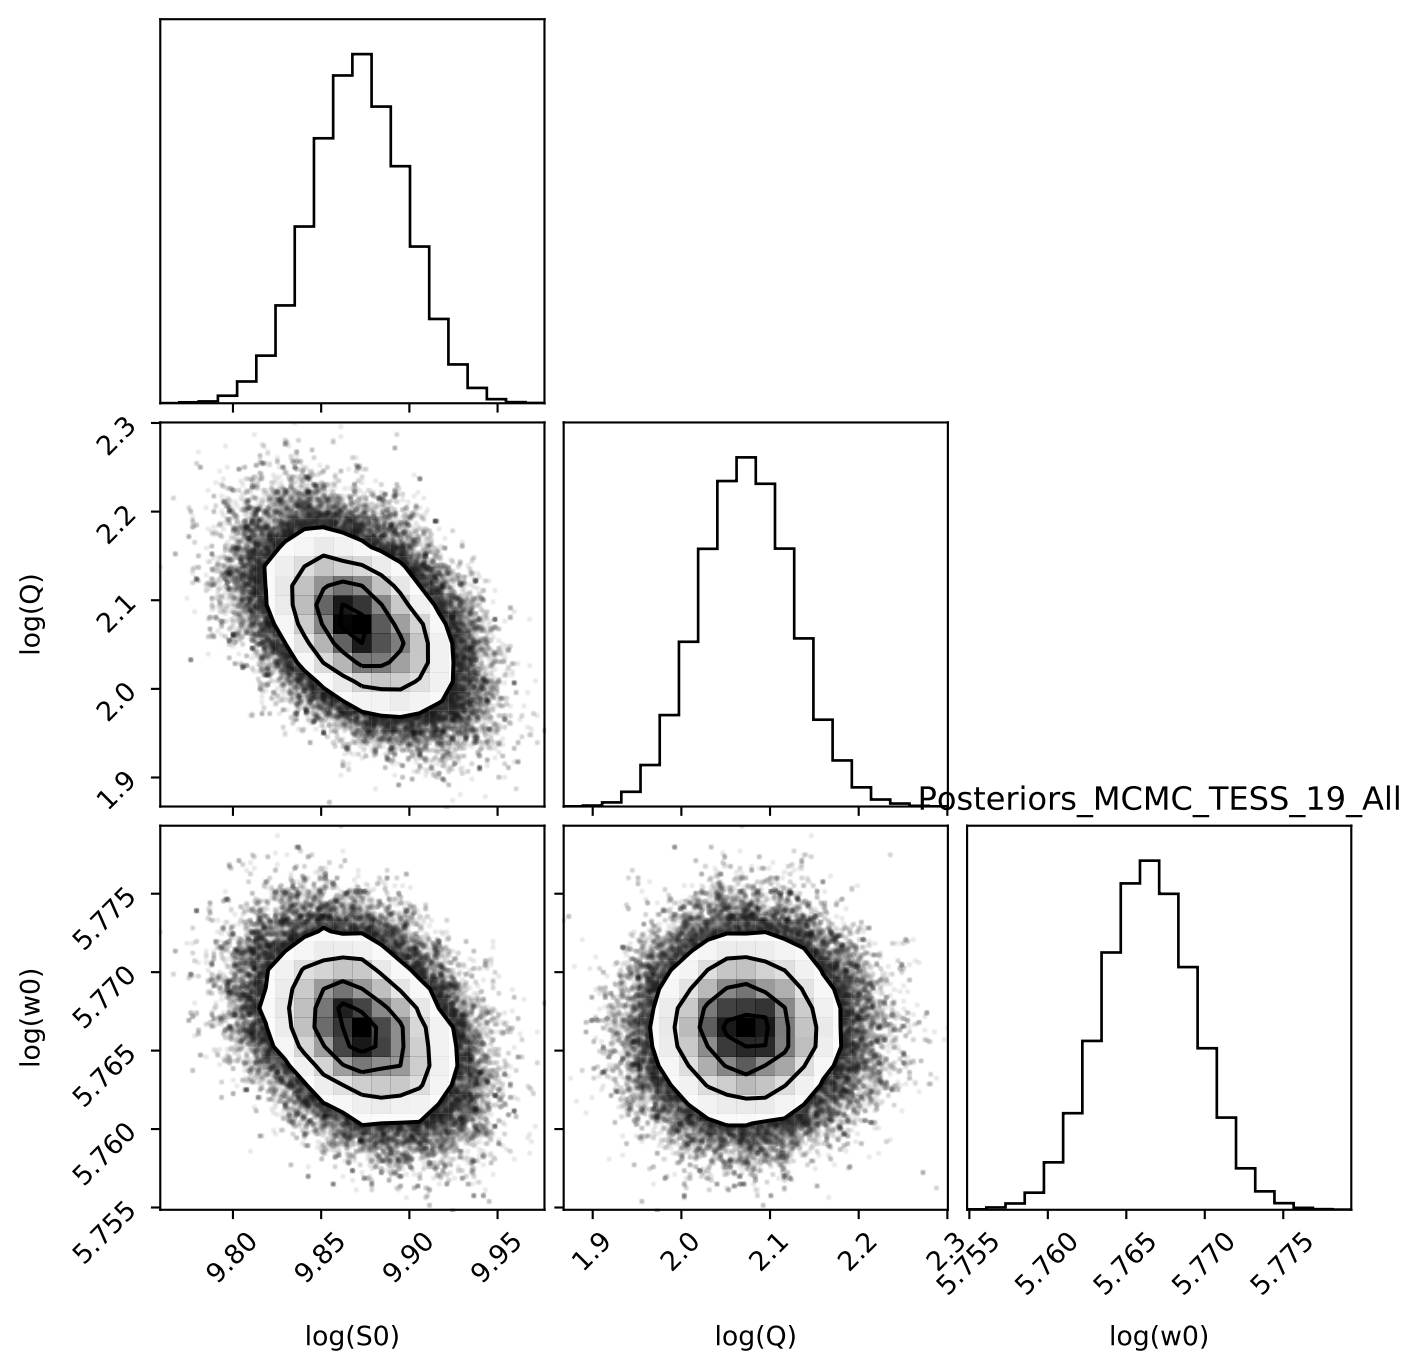 2.3
2.2
2.1
2.0
1.9
log(Q)
Posteriors_MCMC_TESS_19_All
5.775
5.770
5.765
5.760
5.755
log(w0)
9.80 9.85 9.90 9.95
1.9 2.0 2.1 2.2 2.3
5.755 5.760 5.765 5.770 5.775
log(S0) log(Q) log(w0)